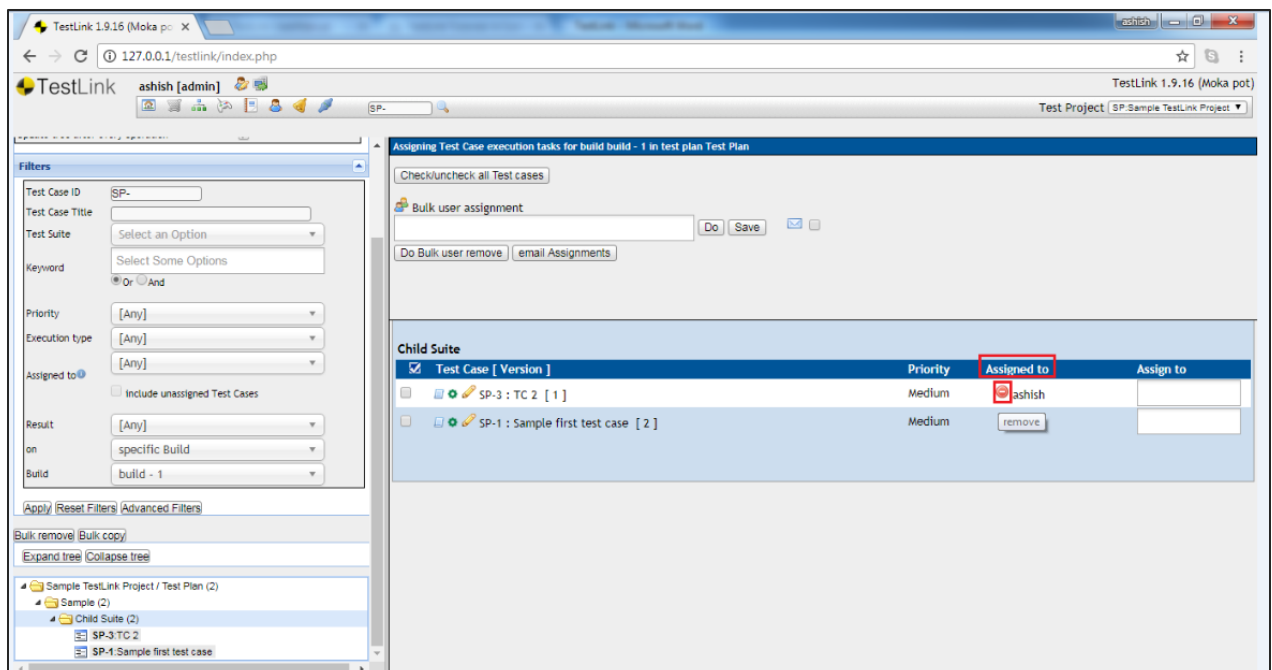 TestLink 1.9.16 (Moka po
ashish
127.0.0.1/testlink/index.php
TestLink ashish [admin]
TestLink 1.9.16 (Moka pot)
SP-
Test Project SP:Sample TestLink Project
Assigning Test Case execution tasks for build build - 1 in test plan Test Plan
Filters
Check/uncheck all Test cases
Test Case ID SP-
Test Case Title
Bulk user assignment
Test Suite Select an Option
Do Save
Do Bulk user remove email Assignments
Keyword Select Some Options
Or And
Priority [Any]
Execution type [Any]
Assigned to [Any]
Include unassigned Test Cases
Result [Any]
on specific Build
Build build - 1
Child Suite
Test Case [ Version ] Priority Assigned to Assign to
SP-3 : TC 2 [ 1 ] Medium ashish
SP-1 : Sample first test case [ 2 ] Medium remove
Apply Reset Filters Advanced Filters
Bulk remove Bulk copy
Expand tree Collapse tree
Sample TestLink Project / Test Plan (2)
Sample (2)
Child Suite (2)
SP-3:TC 2
SP-1:Sample first test case